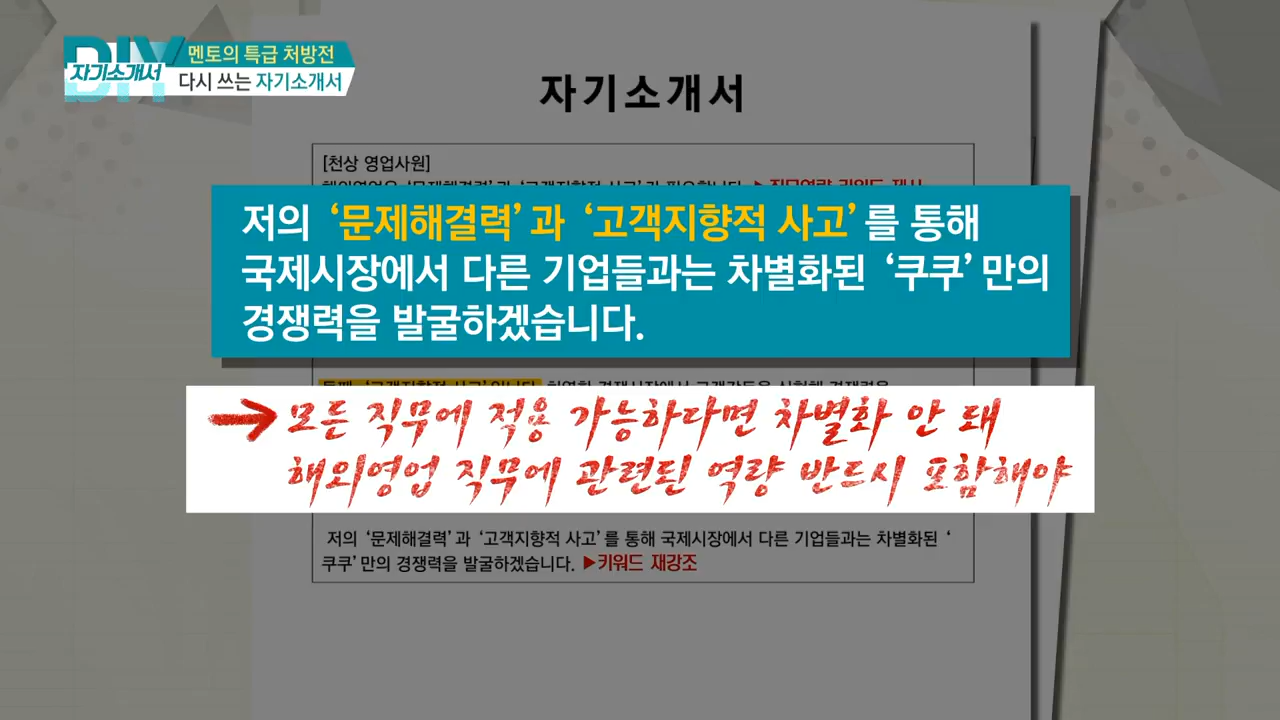 DIY
자기소개서
멘토의 특급 처방전
다시 쓰는 자기소개서
자기소개서
[천상 영업사원]
저의 ‘문제해결력’과 ‘고객지향적 사고’를 통해
국제시장에서 다른 기업들과는 차별화된 ‘쿠쿠’만의
경쟁력을 발굴하겠습니다.
→ 모든 직무에 적용 가능하다면 차별화 안 돼
해외영업 직무에 관련된 역량 반드시 포함해야
저의 ‘문제해결력’과 ‘고객지향적 사고’를 통해 국제시장에서 다른 기업들과는 차별화된 ‘
쿠쿠’만의 경쟁력을 발굴하겠습니다. ▶키워드 재강조